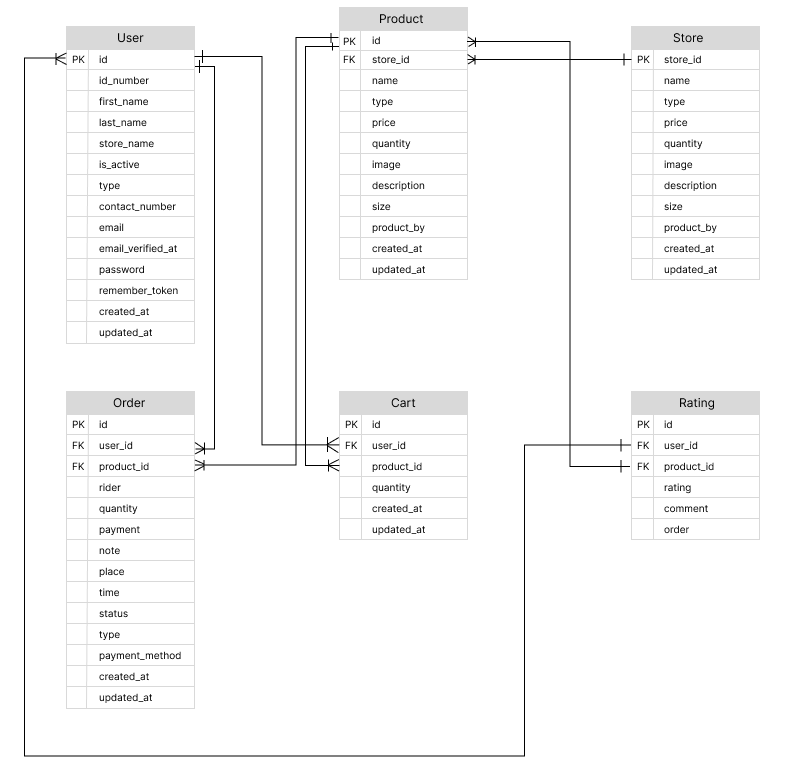 User
PK id
id_number
first_name
last_name
store_name
is_active
type
contact_number
email
email_verified_at
password
remember_token
created_at
updated_at
Product
PK id
FK store_id
name
type
price
quantity
image
description
size
product_by
created_at
updated_at
Store
PK store_id
name
type
price
quantity
image
description
size
product_by
created_at
updated_at
Order
PK id
FK user_id
FK product_id
rider
quantity
payment
note
place
time
status
type
payment_method
created_at
updated_at
Cart
PK id
FK user_id
product_id
quantity
created_at
updated_at
Rating
PK id
FK user_id
FK product_id
rating
comment
order